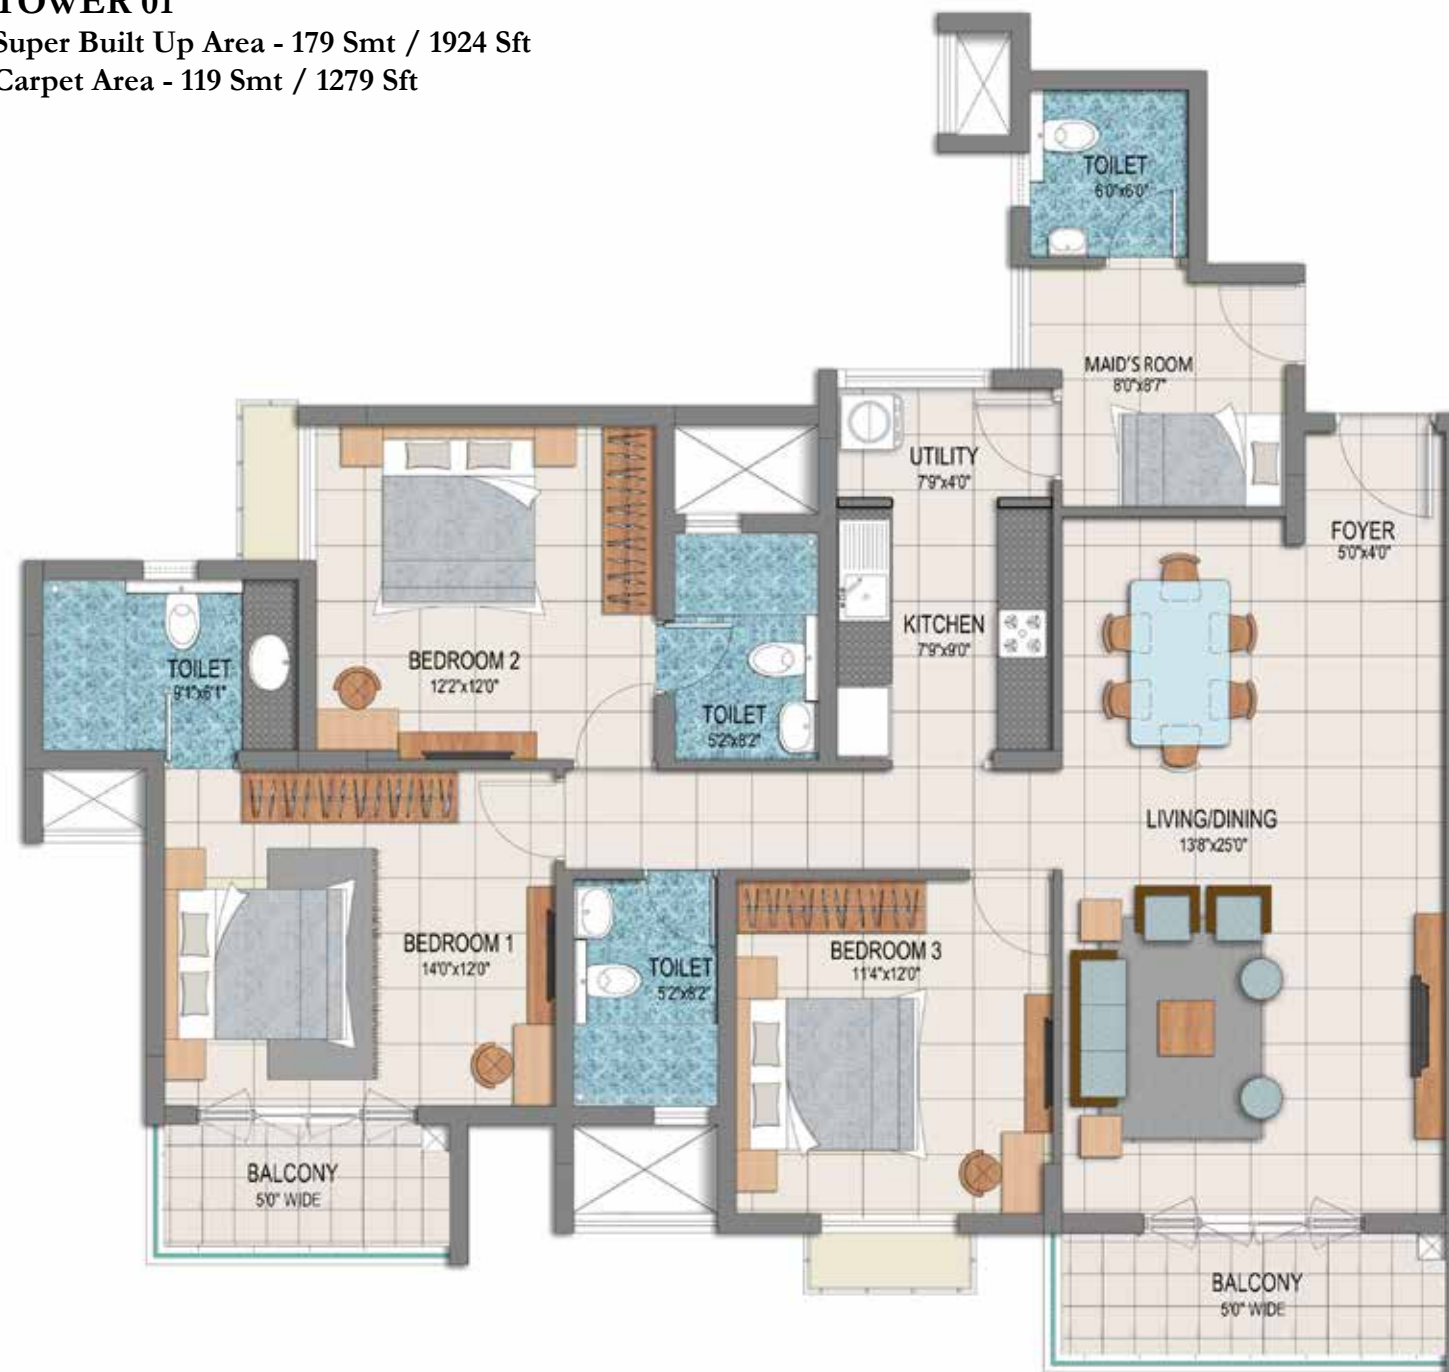 TOWER 01
Super Built Up Area - 179 Smt / 1924 Sft
Carpet Area - 119 Smt / 1279 Sft
TOILET
6'0"x6'0"
MAID'S ROOM
8'0"x8'7"
UTILITY
7'9"x4'0"
FOYER
5'0"x4'0"
KITCHEN
7'9"x9'0"
BEDROOM 2
12'2"x12'0"
TOILET
9'1"x6'1"
TOILET
5'2"x8'2"
LIVING/DINING
13'8"x25'0"
BEDROOM 1
14'0"x12'0"
TOILET
5'2"x8'2"
BEDROOM 3
11'4"x12'0"
BALCONY
5'0" WIDE
BALCONY
5'0" WIDE